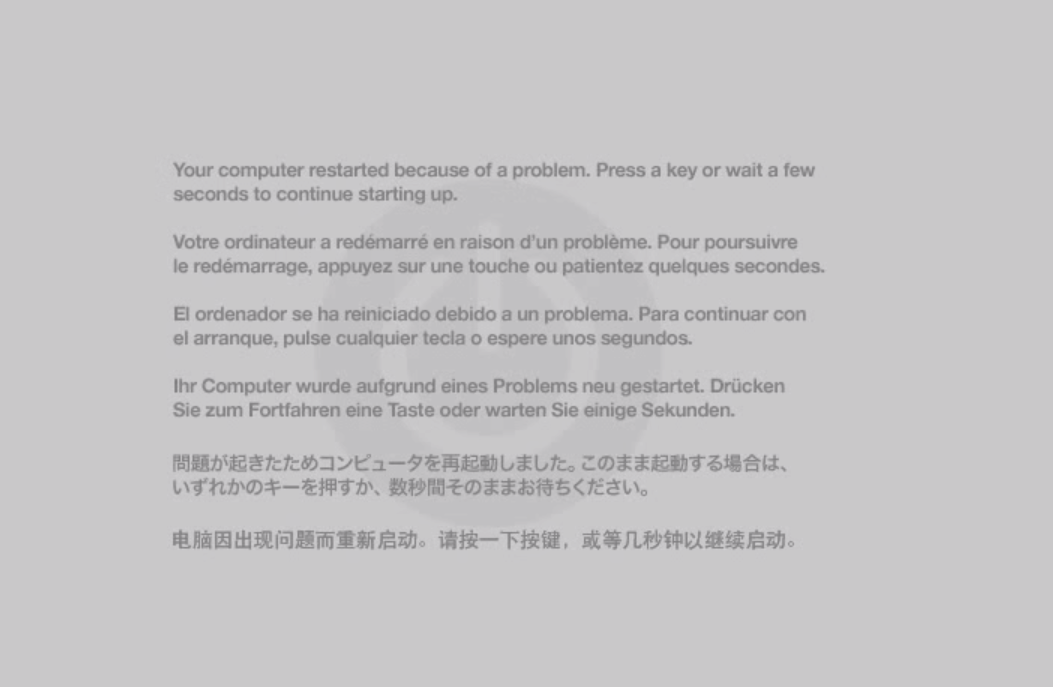 Your computer restarted because of a problem. Press a key or wait a few
seconds to continue starting up.
Votre ordinateur a redémarré en raison d'un problème. Pour poursuivre
le redémarrage, appuyez sur une touche ou patientez quelques secondes.
El ordenador se ha reiniciado debido a un problema. Para continuar con
el arranque, pulse cualquier tecla o espere unos segundos.
Ihr Computer wurde aufgrund eines Problems neu gestartet. Drücken
Sie zum Fortfahren eine Taste oder warten Sie einige Sekunden.
問題が起きたためコンピュータを再起動しました。このまま起動する場合は、
いずれかのキーを押すか、数秒間そのままお待ちください。
电脑因出现问题而重新启动。请按一下按键，或等几秒钟以继续启动。